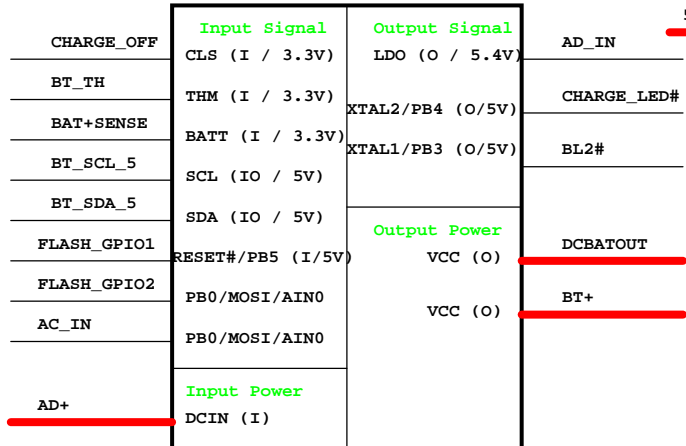 CHARGE_OFF
BT_TH
BAT+SENSE
BT_SCL_5
BT_SDA_5
FLASH_GPIO1
FLASH_GPIO2
AC_IN
AD+
Input Signal
CLS (I / 3.3V)
THM (I / 3.3V)
BATT (I / 3.3V)
SCL (IO / 5V)
SDA (IO / 5V)
RESET#/PB5 (I/5V)
PB0/MOSI/AIN0
PB0/MOSI/AIN0
Input Power
DCIN (I)
Output Signal
LDO (O / 5.4V)
XTAL2/PB4 (O/5V)
XTAL1/PB3 (O/5V)
Output Power
VCC (O)
VCC (O)
AD_IN
CHARGE_LED#
BL2#
DCBATOUT
BT+